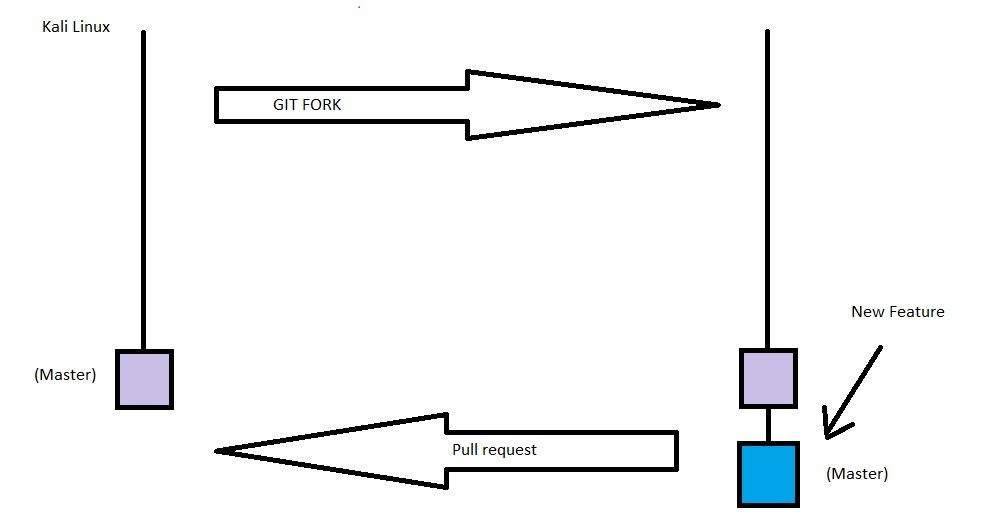 Kali Linux
GIT FORK
New Feature
(Master)
Pull request
(Master)